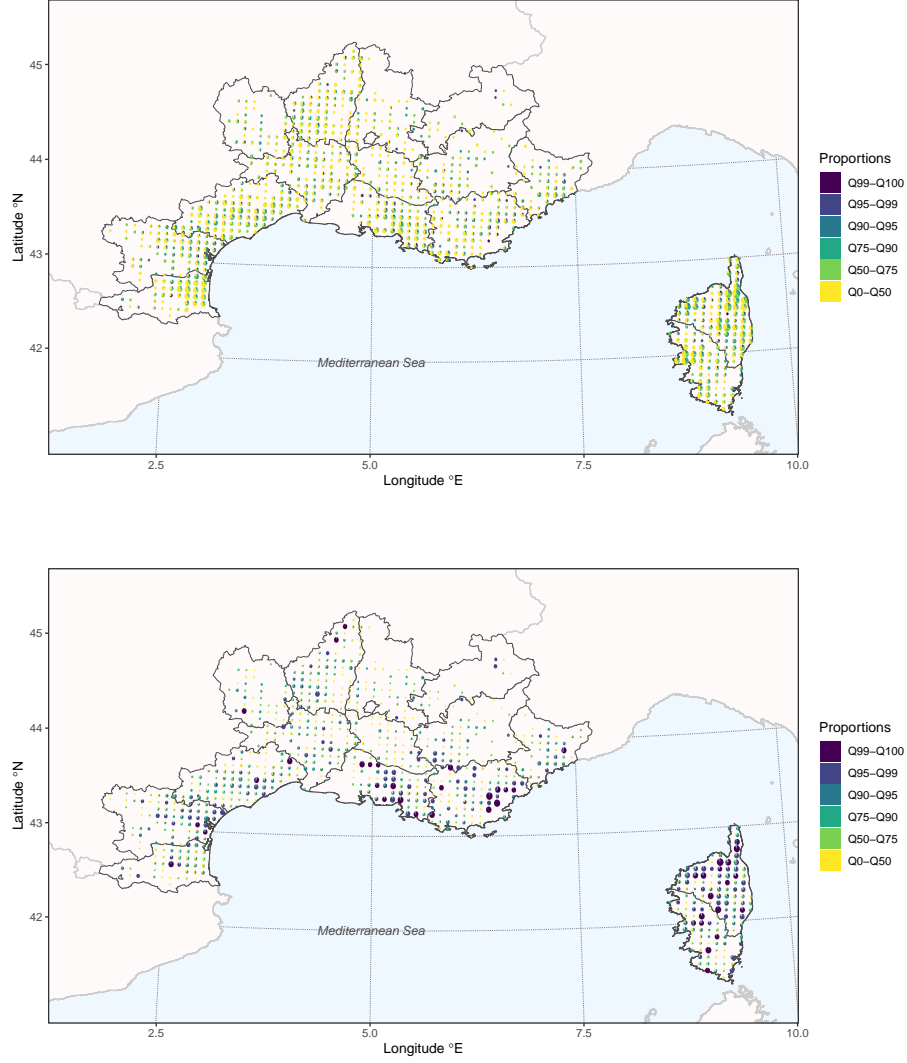 45
44
43
42
Latitude °N
Mediterranean Sea
2.5
5.0
7.5
10.0
Longitude °E
Proportions
Q99–Q100
Q95–Q99
Q90–Q95
Q75–Q90
Q50–Q75
Q0–Q50
45
44
43
42
Latitude °N
Mediterranean Sea
2.5
5.0
7.5
10.0
Longitude °E
Proportions
Q99–Q100
Q95–Q99
Q90–Q95
Q75–Q90
Q50–Q75
Q0–Q50